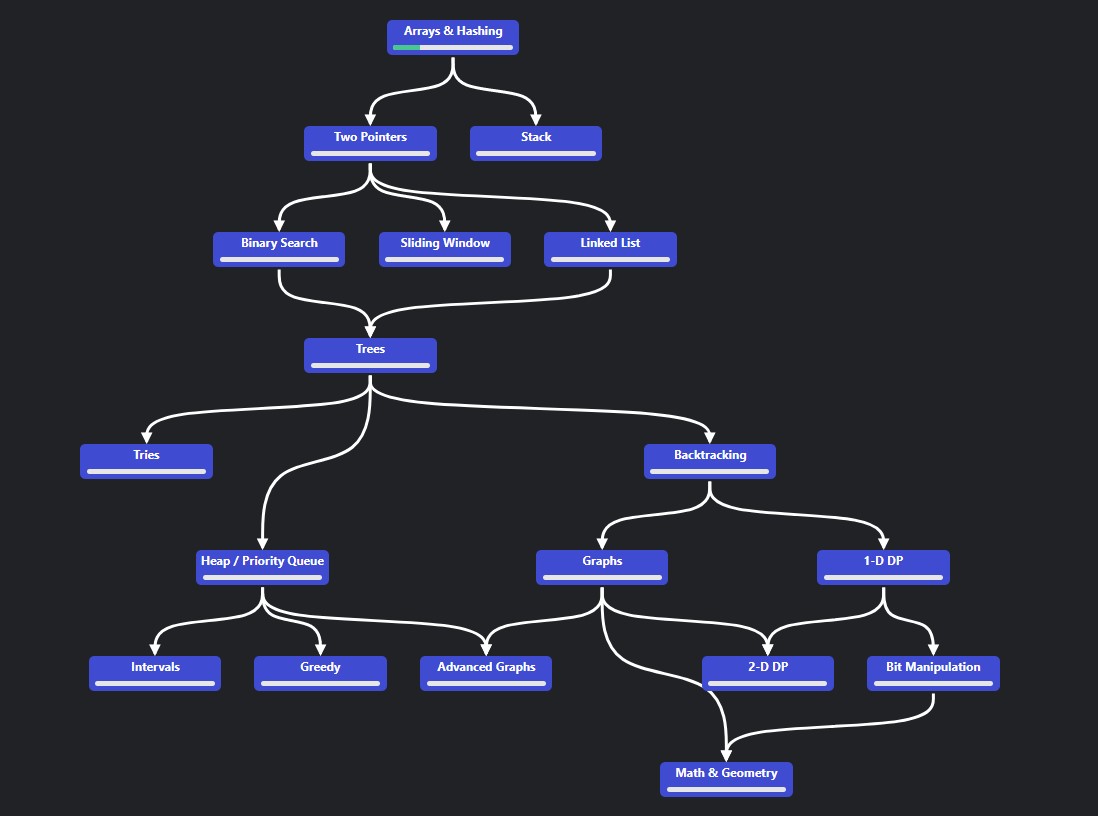 Arrays & Hashing
Two Pointers
Stack
Binary Search
Sliding Window
Linked List
Trees
Tries
Backtracking
Heap / Priority Queue
Graphs
1-D DP
Intervals
Greedy
Advanced Graphs
2-D DP
Bit Manipulation
Math & Geometry